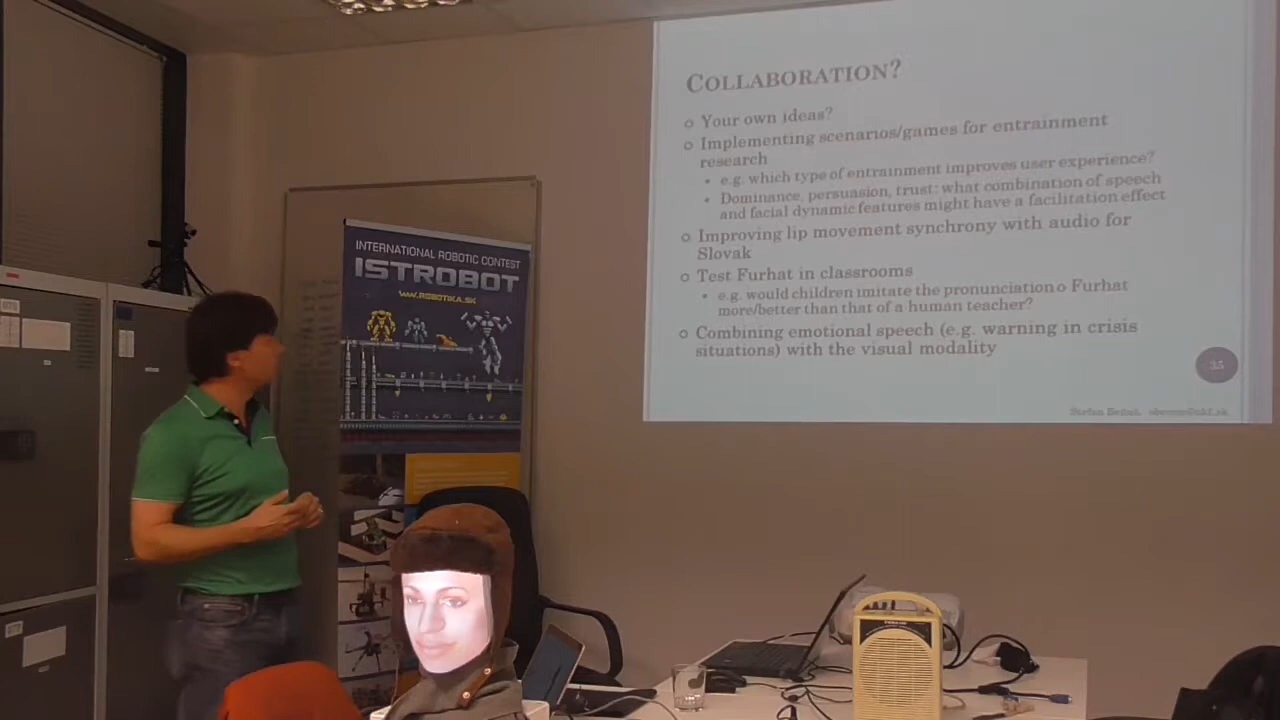 COLLABORATION?
Your own ideas?
Implementing scenarios/games for entrainment
research
e.g. which type of entrainment improves user experience?
Dominance, persuasion, trust: what combination of speech
and facial dynamic features might have a facilitation effect
Improving lip movement synchrony with audio for
Slovak
Test Furhat in classrooms
e.g. would children imitate the pronunciation o Furhat
more/better than that of a human teacher?
Combining emotional speech (e.g. warning in crisis
situations) with the visual modality
35
INTERNATIONAL ROBOTIC CONTEST
ISTROBOT
WWW.ROBOTIKA.SK